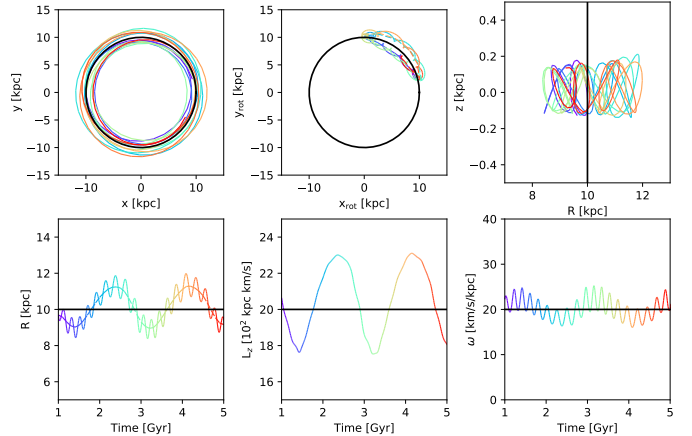 15
10
5
0
−5
−10
−15
y [kpc]
−10 0 10
x [kpc]
15
10
5
0
−5
−10
−15
y_rot [kpc]
−10 0 10
x_rot [kpc]
0.4
0.2
0.0
−0.2
−0.4
z [kpc]
8 10 12
R [kpc]
14
12
10
8
6
R [kpc]
1 2 3 4 5
Time [Gyr]
24
22
20
18
16
L_z [10² kpc km/s]
1 2 3 4 5
Time [Gyr]
40
30
20
10
0
ω [km/s/kpc]
1 2 3 4 5
Time [Gyr]